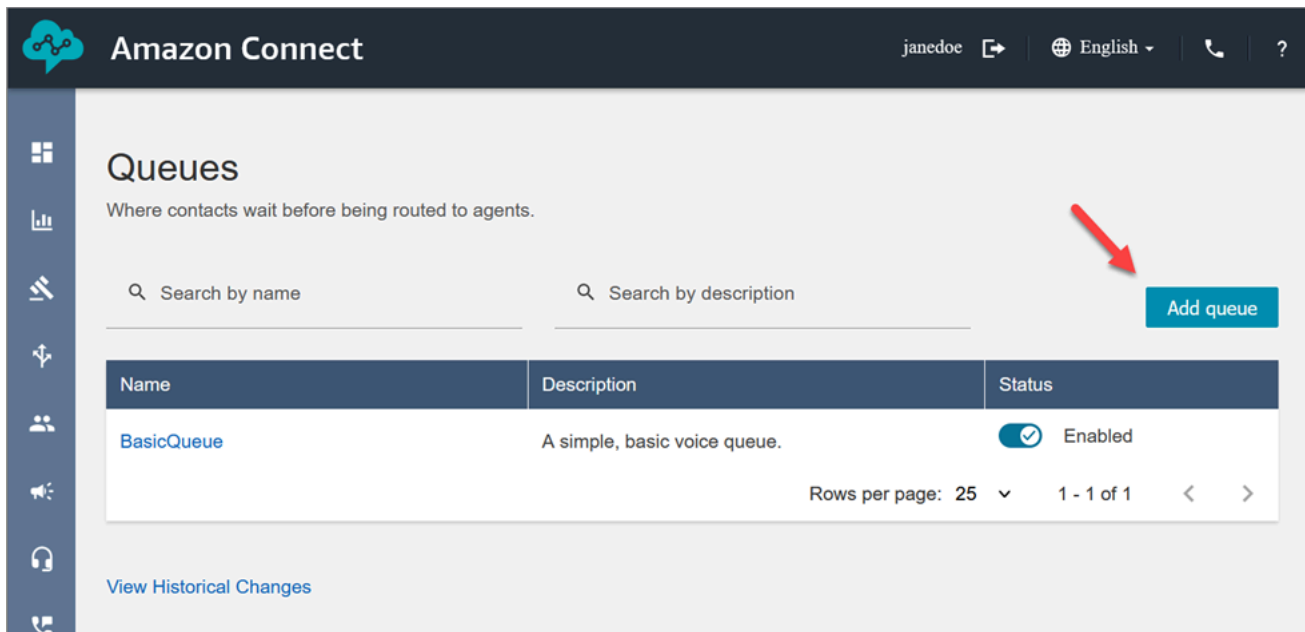 Amazon Connect
janedoe English ?
Queues
Where contacts wait before being routed to agents.
Search by name Search by description
Add queue
Name Description Status
BasicQueue A simple, basic voice queue. Enabled
Rows per page: 25 1 - 1 of 1
View Historical Changes